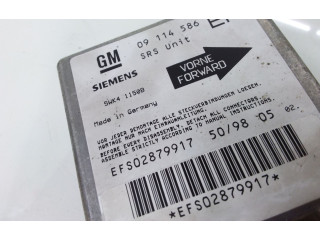 GM
09 114 586
SRS Unit
SIEMENS
5WK4 1150B
Made in Germany
VORNE
FORWARD
VOR JEDER DEMONTAGE ALLE STECKVERBINDUNGEN LOESEN.
MONTAGE NUR NACH EINBAUANLEITUNG.
BEFORE EVERY DISASSEMBLY, DETACH ALL CONNECTORS.
ASSEMBLE STRICTLY ACCORDING TO MANUAL INSTRUCTIONS.
EFS02879917 50/98 05 02.
*EFS02879917*